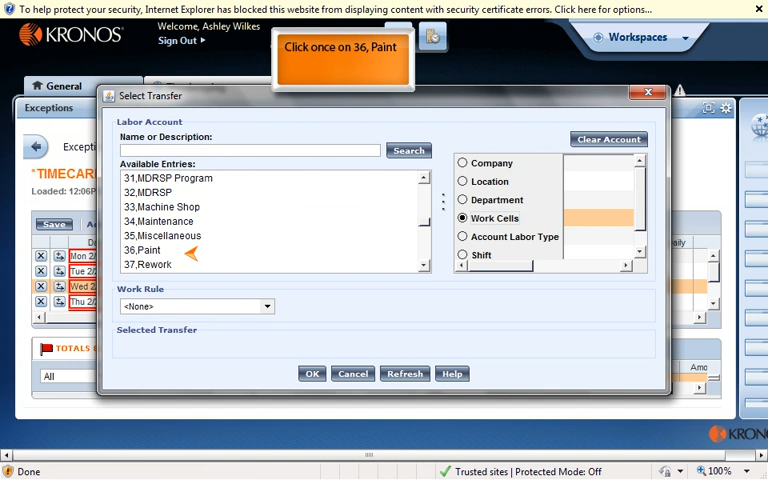 To help protect your security, Internet Explorer has blocked this website from displaying content with security certificate errors. Click here for options...
KRONOS
Welcome, Ashley Wilkes
Sign Out
Click once on 36, Paint
Workspaces
General
Exceptions
Select Transfer
Labor Account
Name or Description:
Search
Clear Account
Available Entries:
31,MDRSP Program
32,MDRSP
33,Machine Shop
34,Maintenance
35,Miscellaneous
36,Paint
37,Rework
Company
Location
Department
Work Cells
Account Labor Type
Shift
Work Rule
<None>
Selected Transfer
OK
Cancel
Refresh
Help
Excepti
*TIMECAR
Loaded: 12:06P
Save
Mon 2/
Tue 2/
Wed 2
Thu 2/
aily
TOTALS &
All
Amo
KRON
Done
Trusted sites | Protected Mode: Off
100%